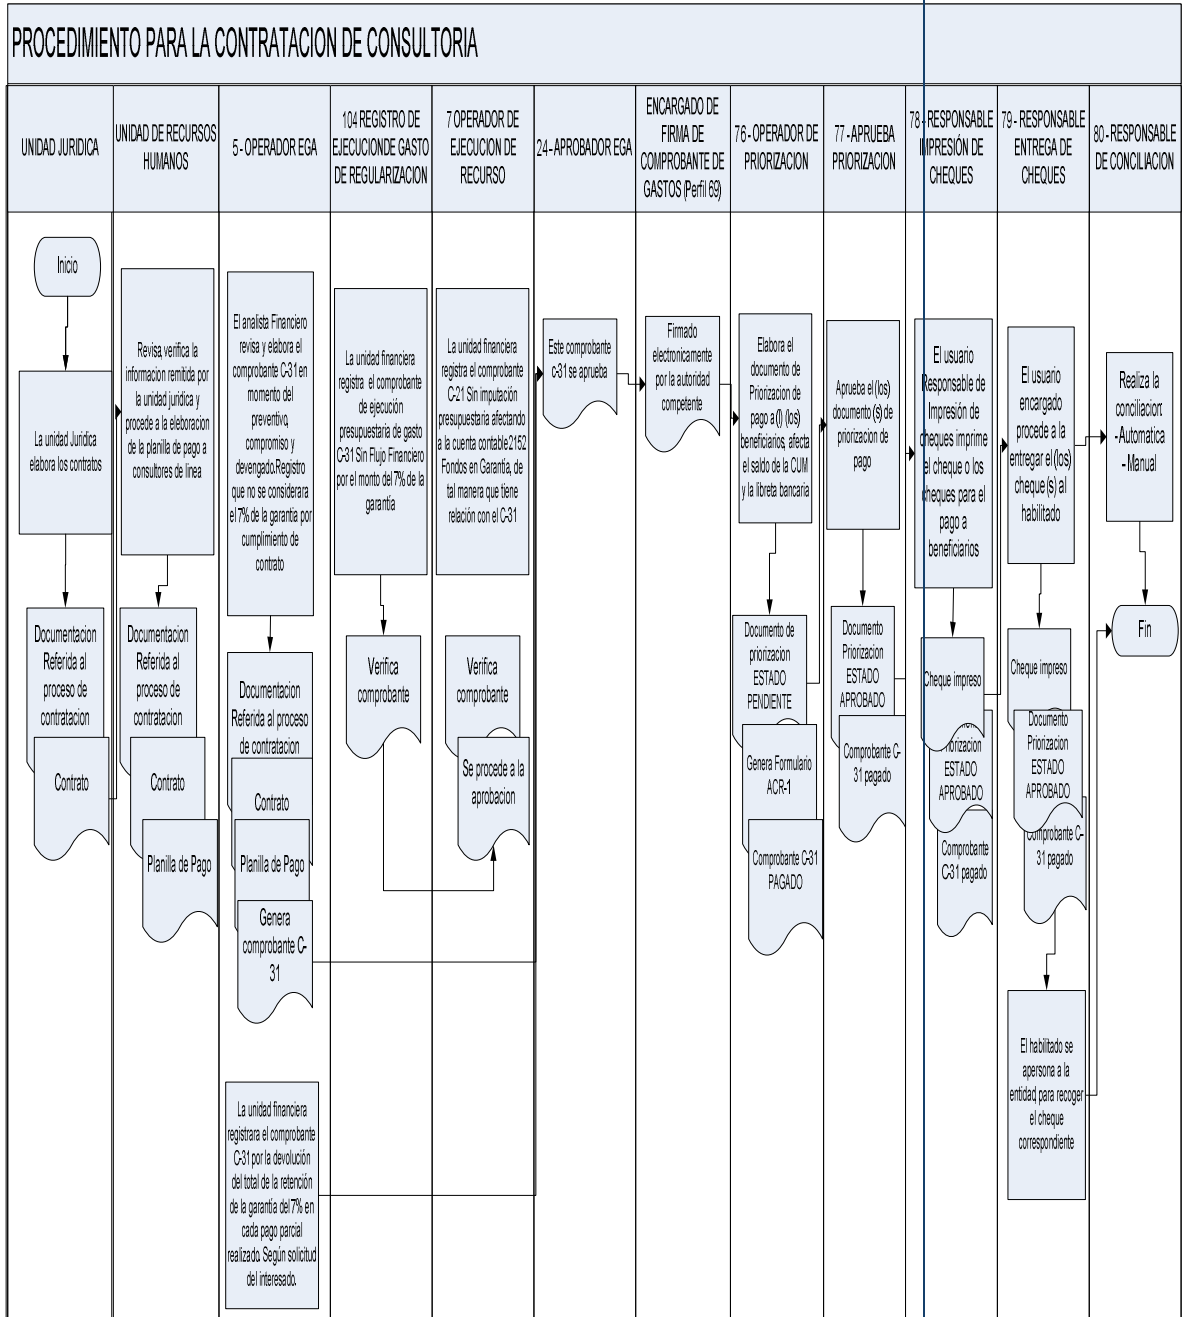 PROCEDIMIENTO PARA LA CONTRATACION DE CONSULTORIA
UNIDAD JURIDICA
UNIDAD DE RECURSOS
HUMANOS
5 - OPERADOR EGA
104 REGISTRO DE
EJECUCIONDE GASTO
DE REGULARIZACION
7 OPERADOR DE
EJECUCION DE
RECURSO
24 - APROBADOR EGA
ENCARGADO DE
FIRMA DE
COMPROBANTE DE
GASTOS (Perfil 69)
76 - OPERADOR DE
PRIORIZACION
77 - APRUEBA
PRIORIZACION
78 - RESPONSABLE
IMPRESIÓN DE
CHEQUES
79 - RESPONSABLE
ENTREGA DE
CHEQUES
80 - RESPONSABLE
DE CONCILIACION
Inicio
La unidad Juridica
elabora los contratos
Documentacion
Referida al
proceso de
contratacion
Contrato
Revisa, verifica la
informacion remitida por
la unidad juridica y
procede a la elaboracion
de la planilla de pago a
consultores de linea
Documentacion
Referida al
proceso de
contratacion
Contrato
Planilla de Pago
El analista Financiero
revisa y elabora el
comprobante C-31 en
momento del
preventivo,
compromiso y
devengado.Registro
que no se considerara
el 7% de la garantia por
cumplimiento de
contrato
Documentacion
Referida al proceso
de contratacion
Contrato
Planilla de Pago
Genera
comprobante C-
31
La unidad financiera
registrara el comprobante
C-31 por la devolución
del total de la retención
de la garantía del 7% en
cada pago parcial
realizado. Según solicitud
del interesado.
La unidad financiera
registra el comprobante
de ejecución
presupuestaria de gasto
C-31 Sin Flujo Financiero
por el monto del 7% de la
garantía
Verifica
comprobante
La unidad financiera
registra el comprobante
C-21 Sin imputación
presupuestaria afectando
a la cuenta contable 2152
Fondos en Garantía, de
tal manera que tiene
relación con el C-31
Verifica
comprobante
Se procede a la
aprobacion
Este comprobante
c-31 se aprueba
Firmado
electronicamente
por la autoridad
competente
Elabora el
documento de
Priorizacion de
pago a (l) (los)
beneficiarios, afecta
el saldo de la CUM
y la libreta bancaria
Documento de
priorizacion
ESTADO
PENDIENTE
Genera Formulario
ACR-1
Comprobante C-31
PAGADO
Aprueba el (los)
documento (s) de
priorizacion de
pago
Documento
Priorizacion
ESTADO
APROBADO
Comprobante C-
31 pagado
El usuario
Responsable de
Impresión de
cheques imprime
el cheque o los
cheques para el
pago a
beneficiarios
Cheque impreso
ESTADO
APROBADO
Comprobante
C-31 pagado
El usuario
encargado
procede a la
entregar el (los)
cheque (s) al
habilitado
Cheque impreso
Documento
Priorizacion
ESTADO
APROBADO
Comprobante C-
31 pagado
El habilitado se
apersona a la
entidad, para recoger
el cheque
correspondiente
Realiza la
conciliacion:
-Automatica
–Manual
Fin